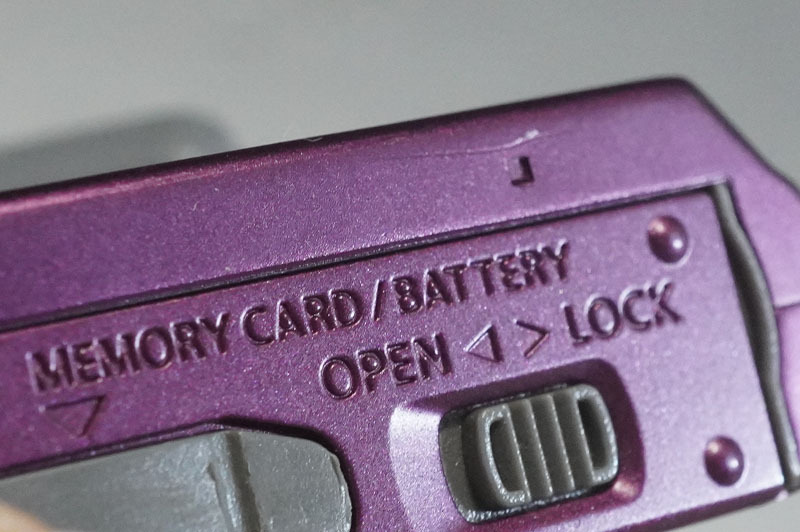 MEMORY CARD / BATTERY
OPEN ◁ > LOCK